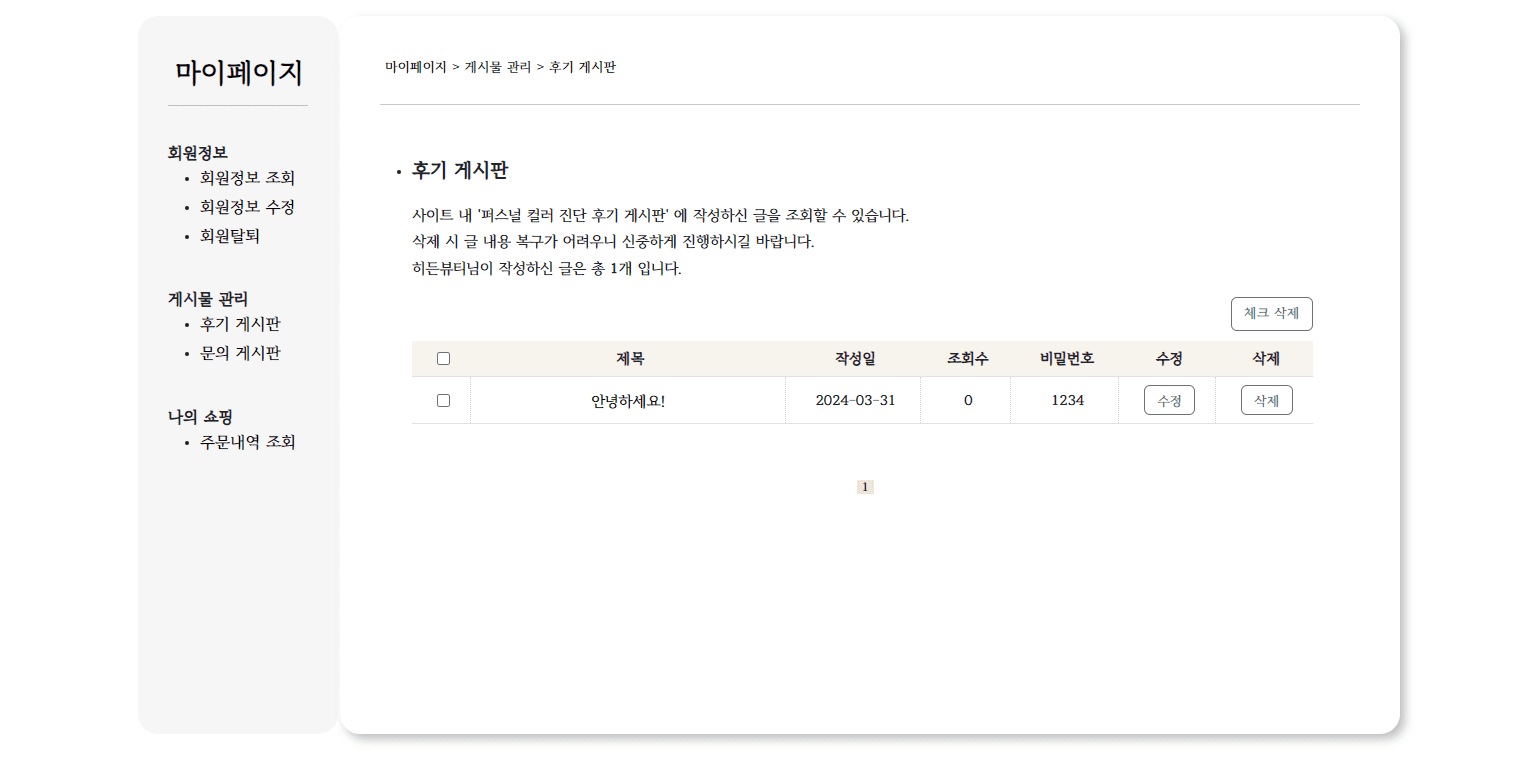 마이페이지
회원정보
회원정보 조회
회원정보 수정
회원탈퇴
게시물 관리
후기 게시판
문의 게시판
나의 쇼핑
주문내역 조회
마이페이지 > 게시물 관리 > 후기 게시판
후기 게시판
사이트 내 '퍼스널 컬러 진단 후기 게시판' 에 작성하신 글을 조회할 수 있습니다.
삭제 시 글 내용 복구가 어려우니 신중하게 진행하시길 바랍니다.
히든뷰티님이 작성하신 글은 총 1개 입니다.
체크 삭제
제목 작성일 조회수 비밀번호 수정 삭제
안녕하세요! 2024-03-31 0 1234 수정 삭제
1